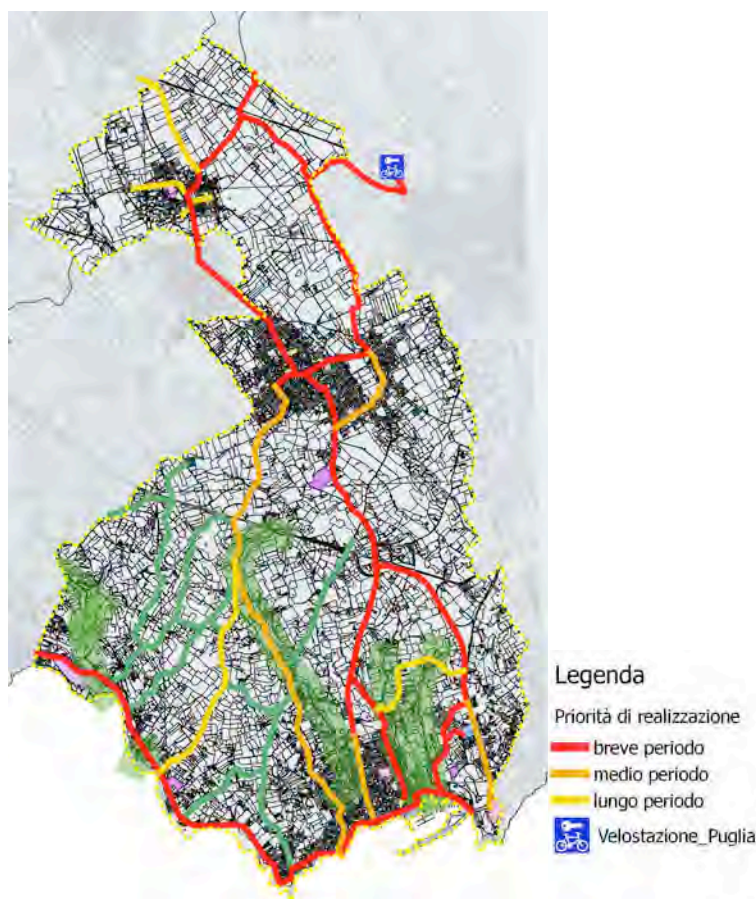 Legenda
Priorità di realizzazione
breve periodo
medio periodo
lungo periodo
Velostazione_Puglia